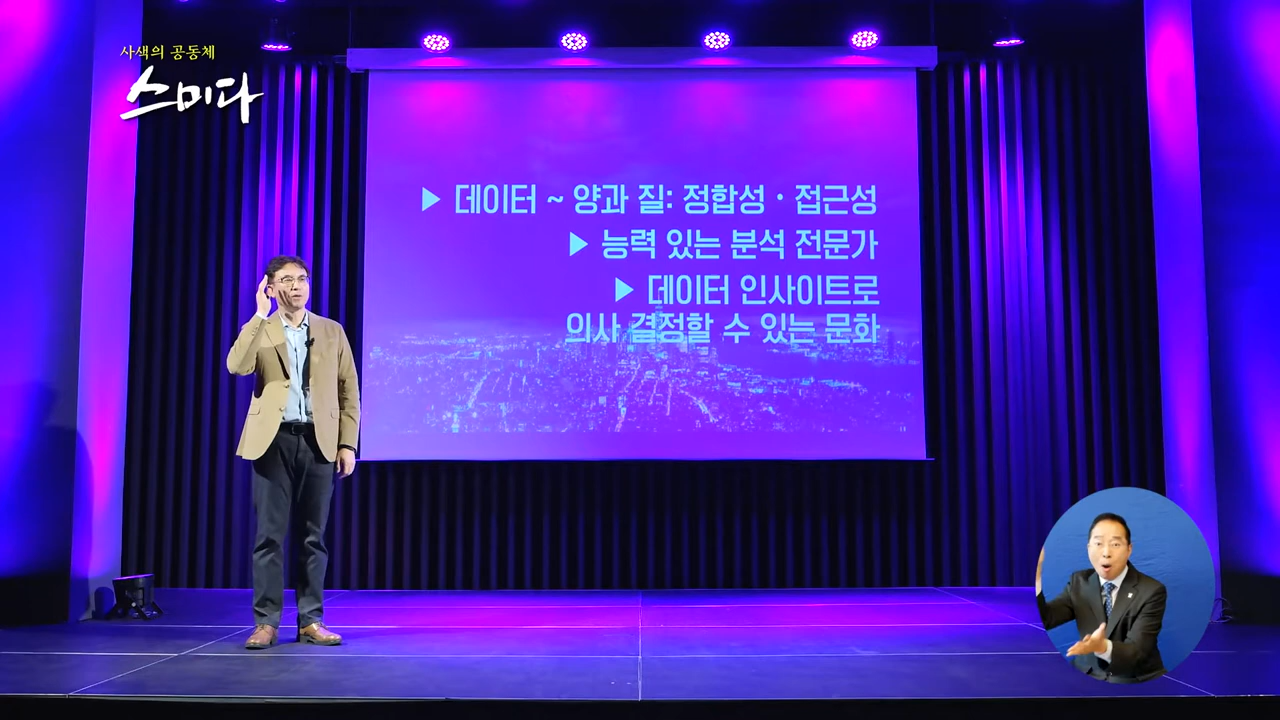 사색의 공동체
스미다
▶ 데이터 ~ 양과 질: 정합성・접근성
▶ 능력 있는 분석 전문가
▶ 데이터 인사이트로
의사 결정할 수 있는 문화